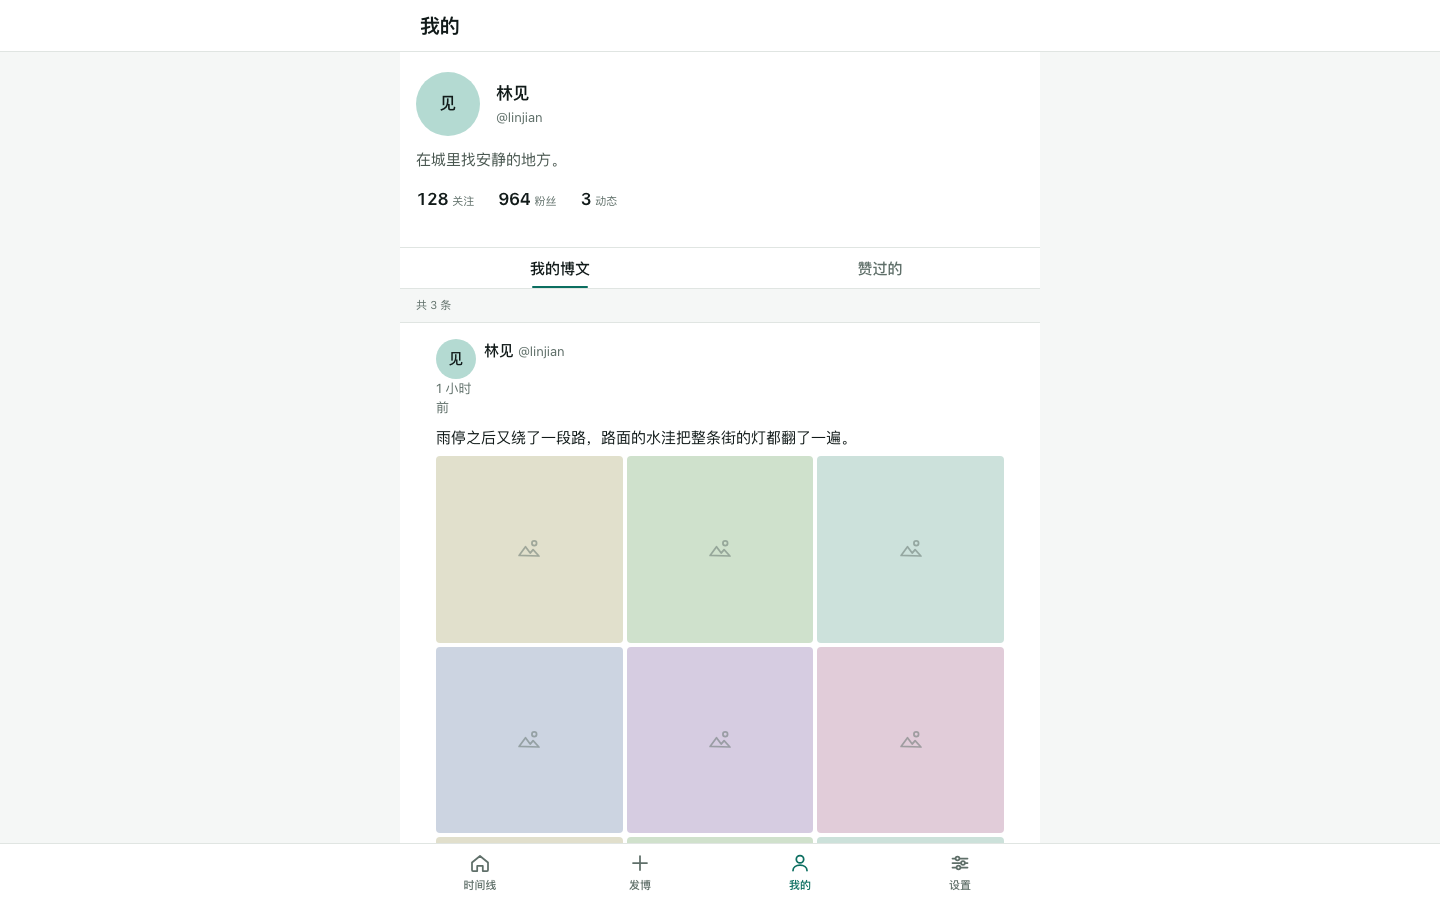 我的
见
林见
@linjian
在城里找安静的地方。
128 关注 964 粉丝 3 动态
我的博文 赞过的
共 3 条
见
林见 @linjian
1 小时
前
雨停之后又绕了一段路，路面的水洼把整条街的灯都翻了一遍。
时间线 发博 我的 设置